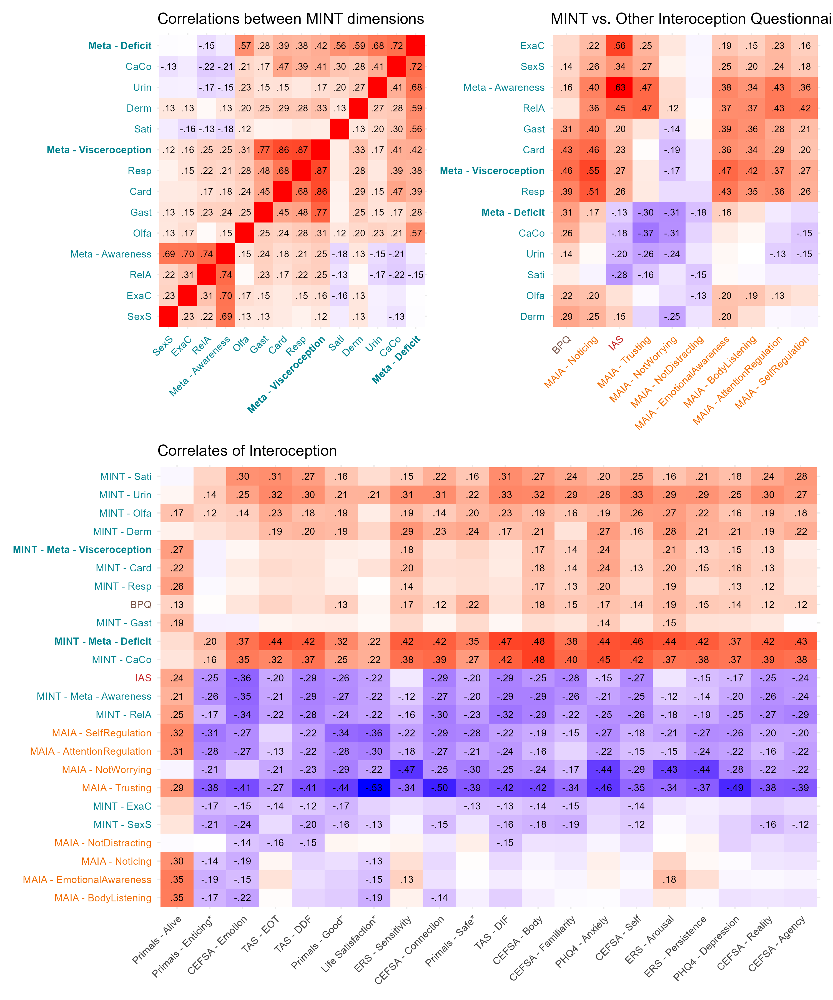 Correlations between MINT dimensions
Meta - Deficit -.15 .57 .28 .39 .38 .42 .56 .59 .68 .72
CaCo -.13 -.22 -.21 .21 .17 .47 .39 .41 .30 .28 .41 .72
Urin -.17 -.15 .23 .15 .15 .17 .20 .27 .41 .68
Derm .13 .13 .13 .20 .25 .29 .28 .33 .13 .27 .28 .59
Sati -.16 -.13 -.18 .12 .13 .20 .30 .56
Meta - Visceroception .12 .16 .25 .25 .31 .77 .86 .87 .33 .17 .41 .42
Resp .15 .22 .21 .28 .48 .68 .87 .28 .39 .38
Card .17 .18 .24 .45 .68 .86 .29 .15 .47 .39
Gast .13 .15 .23 .24 .25 .45 .48 .77 .25 .15 .17 .28
Olfa .13 .17 .15 .25 .24 .28 .31 .12 .20 .23 .21 .57
Meta - Awareness .69 .70 .74 .15 .24 .18 .21 .25 -.18 .13 -.15 -.21
RelA .22 .31 .74 .23 .17 .22 .25 -.13 -.17 -.22 -.15
ExaC .23 .31 .70 .17 .15 .15 .16 -.16 .13
SexS .23 .22 .69 .13 .13 .12 .13 -.13
SexS
ExaC
RelA
Meta - Awareness
Olfa
Gast
Card
Resp
Meta - Visceroception
Sati
Derm
Urin
CaCo
Meta - Deficit
MINT vs. Other Interoception Questionnai
ExaC .22 .56 .25 .19 .15 .23 .16
SexS .14 .26 .34 .27 .25 .20 .24 .18
Meta - Awareness .16 .40 .63 .47 .38 .34 .43 .36
RelA .36 .45 .47 .12 .37 .37 .43 .42
Gast .31 .40 .20 -.14 .39 .36 .28 .21
Card .43 .46 .23 -.19 .36 .34 .29 .20
Meta - Visceroception .46 .55 .27 -.17 .47 .42 .37 .27
Resp .39 .51 .26 .43 .35 .36 .26
Meta - Deficit .31 .17 -.13 -.30 -.31 -.18 .16
CaCo .26 -.18 -.37 -.31 -.15
Urin .14 -.20 -.26 -.24 -.13 -.15
Sati -.28 -.16 -.15
Olfa .22 .20 -.13 .20 .19 .13
Derm .29 .25 .15 -.25 .20
BPQ
MAIA - Noticing
IAS
MAIA - Trusting
MAIA - NotWorrying
MAIA - NotDistracting
MAIA - EmotionalAwareness
MAIA - BodyListening
MAIA - AttentionRegulation
MAIA - SelfRegulation
Correlates of Interoception
MINT - Sati .30 .31 .27 .16 .15 .22 .16 .31 .27 .24 .20 .25 .16 .21 .18 .24 .28
MINT - Urin .14 .25 .32 .30 .21 .21 .31 .31 .22 .33 .32 .29 .28 .33 .29 .29 .25 .30 .27
MINT - Olfa .17 .12 .14 .23 .18 .19 .19 .14 .20 .23 .19 .16 .19 .26 .27 .22 .16 .19 .18
MINT - Derm .19 .20 .19 .29 .23 .24 .17 .21 .27 .16 .28 .21 .21 .19 .22
MINT - Meta - Visceroception .27 .18 .17 .14 .24 .21 .13 .15 .13
MINT - Card .22 .20 .18 .14 .24 .13 .20 .15 .16 .13
MINT - Resp .26 .14 .17 .13 .20 .19 .13 .12
BPQ .13 .13 .17 .12 .22 .18 .15 .17 .14 .19 .15 .14 .12 .12
MINT - Gast .19 .14 .15
MINT - Meta - Deficit .20 .37 .44 .42 .32 .22 .42 .42 .35 .47 .48 .38 .44 .46 .44 .42 .37 .42 .43
MINT - CaCo .16 .35 .32 .37 .25 .22 .38 .39 .27 .42 .48 .40 .45 .42 .37 .38 .37 .39 .38
IAS .24 -.25 -.36 -.20 -.29 -.26 -.22 -.29 -.20 -.29 -.25 -.28 -.15 -.27 -.15 -.17 -.25 -.24
MINT - Meta - Awareness .21 -.26 -.35 -.21 -.29 -.27 -.22 -.12 -.27 -.20 -.29 -.29 -.26 -.21 -.25 -.12 -.14 -.20 -.26 -.24
MINT - RelA .25 -.17 -.34 -.22 -.28 -.24 -.22 -.16 -.30 -.23 -.32 -.29 -.22 -.25 -.26 -.18 -.19 -.25 -.27 -.29
MAIA - SelfRegulation .32 -.31 -.27 -.22 -.34 -.36 -.22 -.29 -.28 -.22 -.19 -.15 -.27 -.18 -.21 -.27 -.26 -.20 -.20
MAIA - AttentionRegulation .31 -.28 -.27 -.13 -.22 -.28 -.30 -.18 -.27 -.21 -.24 -.16 -.22 -.15 -.15 -.24 -.22 -.16 -.22
MAIA - NotWorrying -.21 -.21 -.23 -.29 -.22 -.47 -.25 -.30 -.25 -.24 -.17 -.44 -.29 -.43 -.44 -.28 -.22 -.22
MAIA - Trusting .29 -.38 -.41 -.27 -.41 -.44 -.53 -.34 -.50 -.39 -.42 -.42 -.34 -.46 -.35 -.34 -.37 -.49 -.38 -.39
MINT - ExaC -.17 -.15 -.14 -.12 -.17 -.13 -.13 -.14 -.15 -.14
MINT - SexS -.21 -.24 -.20 -.16 -.13 -.15 -.16 -.18 -.19 -.12 -.16 -.12
MAIA - NotDistracting -.14 -.16 -.15 -.15
MAIA - Noticing .30 -.14 -.19 -.13
MAIA - EmotionalAwareness .35 -.19 -.15 -.15 .13 .18
MAIA - BodyListening .35 -.17 -.22 -.19 -.14
Primals - Alive
Primals - Enticing*
CEFSA - Emotion
TAS - EOT
TAS - DDF
Primals - Good*
Life Satisfaction*
ERS - Sensitivity
CEFSA - Connection
Primals - Safe*
TAS - DIF
CEFSA - Body
CEFSA - Familiarity
PHQ4 - Anxiety
CEFSA - Self
ERS - Arousal
ERS - Persistence
PHQ4 - Depression
CEFSA - Reality
CEFSA - Agency